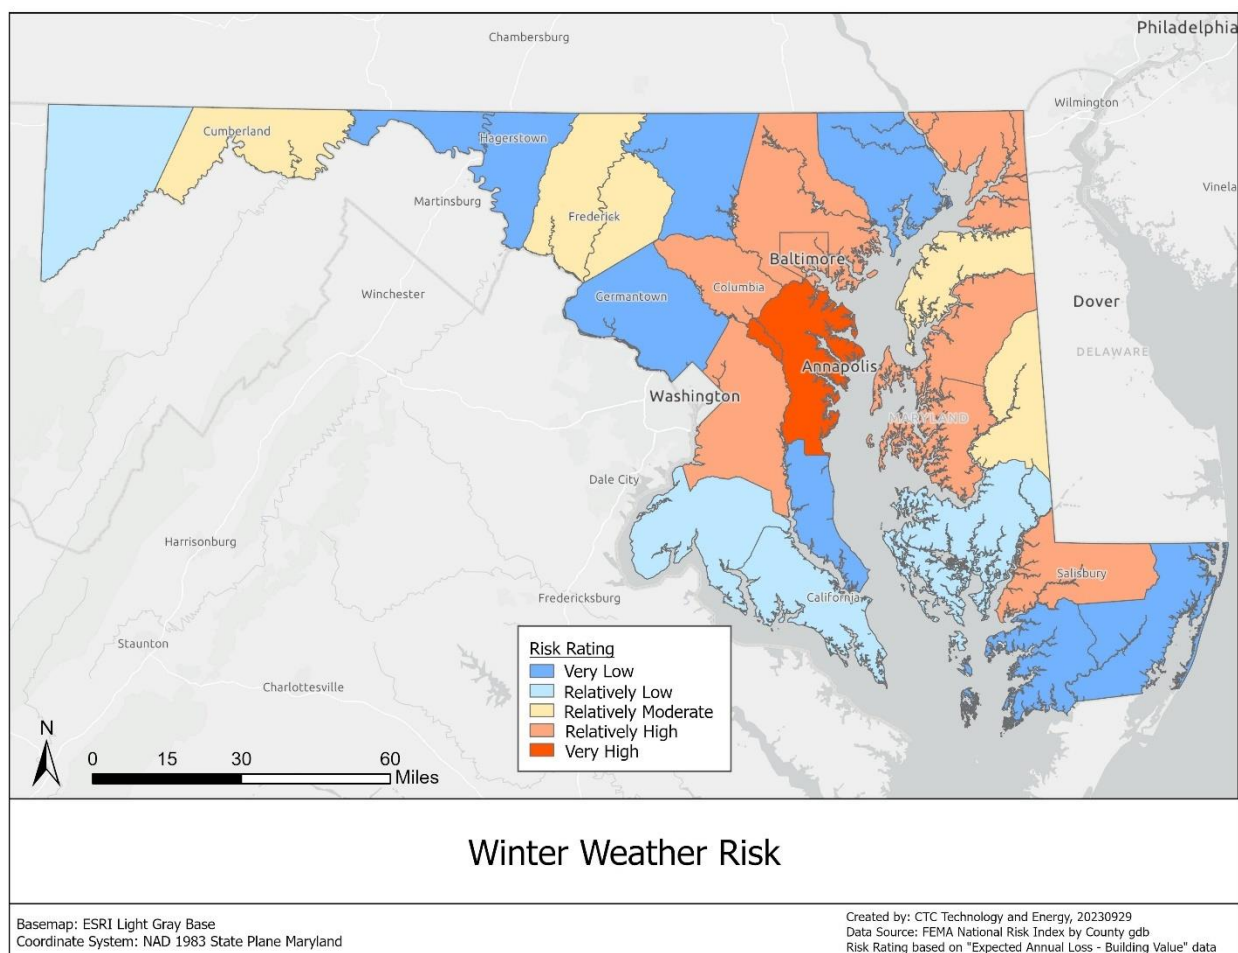 Philadelphia
Chambersburg
Wilmington
Cumberland
Hagerstown
Vinela
Martinsburg
Frederick
Baltimore
Columbia
Winchester
Germantown
Dover
DELAWARE
Annapolis
Washington
MARYLAND
Dale City
Harrisonburg
Salisbury
Fredericksburg
California
Staunton
Charlottesville
Risk Rating
Very Low
Relatively Low
Relatively Moderate
Relatively High
Very High
N
0 15 30 60
Miles
Winter Weather Risk
Basemap: ESRI Light Gray Base
Coordinate System: NAD 1983 State Plane Maryland
Created by: CTC Technology and Energy, 20230929
Data Source: FEMA National Risk Index by County gdb
Risk Rating based on "Expected Annual Loss - Building Value" data